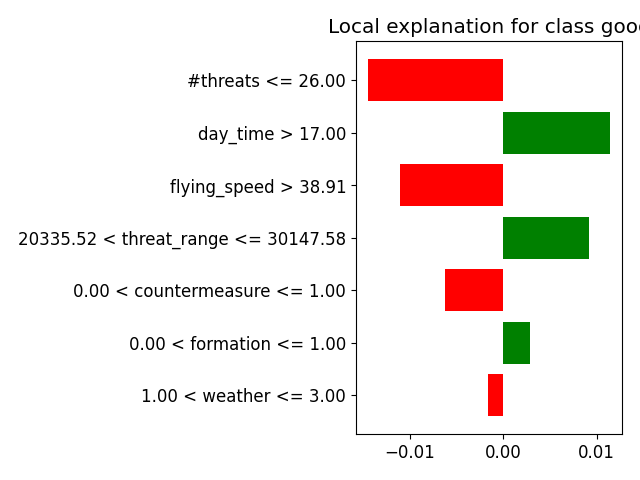 Local explanation for class goo
#threats <= 26.00
day_time > 17.00
flying_speed > 38.91
20335.52 < threat_range <= 30147.58
0.00 < countermeasure <= 1.00
0.00 < formation <= 1.00
1.00 < weather <= 3.00
−0.01 0.00 0.01